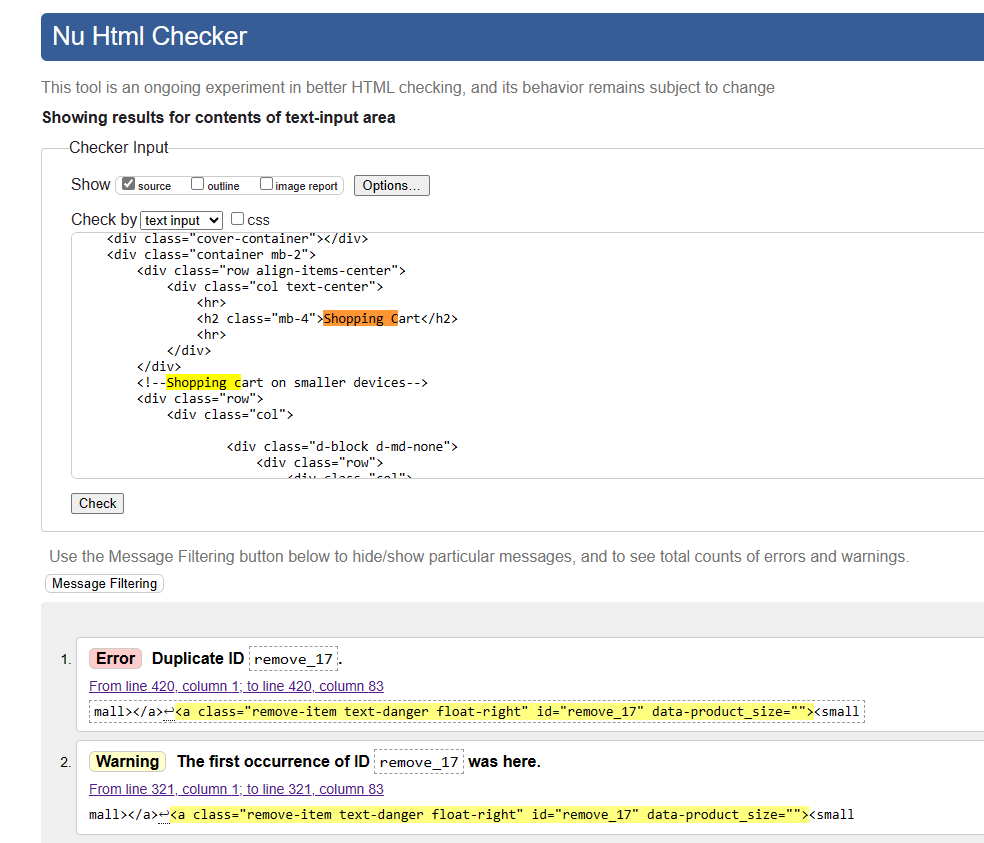 Nu Html Checker
This tool is an ongoing experiment in better HTML checking, and its behavior remains subject to change
Showing results for contents of text-input area
Checker Input
Show source outline image report Options...
Check by text input css
<div class="cover-container"></div>
<div class="container mb-2">
<div class="row align-items-center">
<div class="col text-center">
<hr>
<h2 class="mb-4">Shopping Cart</h2>
<hr>
</div>
</div>
<!--Shopping cart on smaller devices-->
<div class="row">
<div class="col">
<div class="d-block d-md-none">
<div class="row">
<div class="col">
Check
Use the Message Filtering button below to hide/show particular messages, and to see total counts of errors and warnings.
Message Filtering
1. Error Duplicate ID remove_17.
From line 420, column 1; to line 420, column 83
mall></a>↩<a class="remove-item text-danger float-right" id="remove_17" data-product_size=""><small
2. Warning The first occurrence of ID remove_17 was here.
From line 321, column 1; to line 321, column 83
mall></a>↩<a class="remove-item text-danger float-right" id="remove_17" data-product_size=""><small